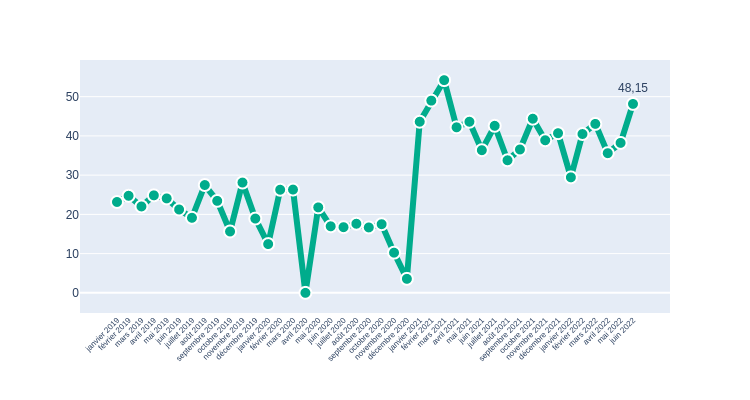 48,15
50
40
30
20
10
0
janvier 2019
février 2019
mars 2019
avril 2019
mai 2019
juin 2019
juillet 2019
août 2019
septembre 2019
octobre 2019
novembre 2019
décembre 2019
janvier 2020
février 2020
mars 2020
avril 2020
mai 2020
juin 2020
juillet 2020
août 2020
septembre 2020
octobre 2020
novembre 2020
décembre 2020
janvier 2021
février 2021
mars 2021
avril 2021
mai 2021
juin 2021
juillet 2021
août 2021
septembre 2021
octobre 2021
novembre 2021
décembre 2021
janvier 2022
février 2022
mars 2022
avril 2022
mai 2022
juin 2022